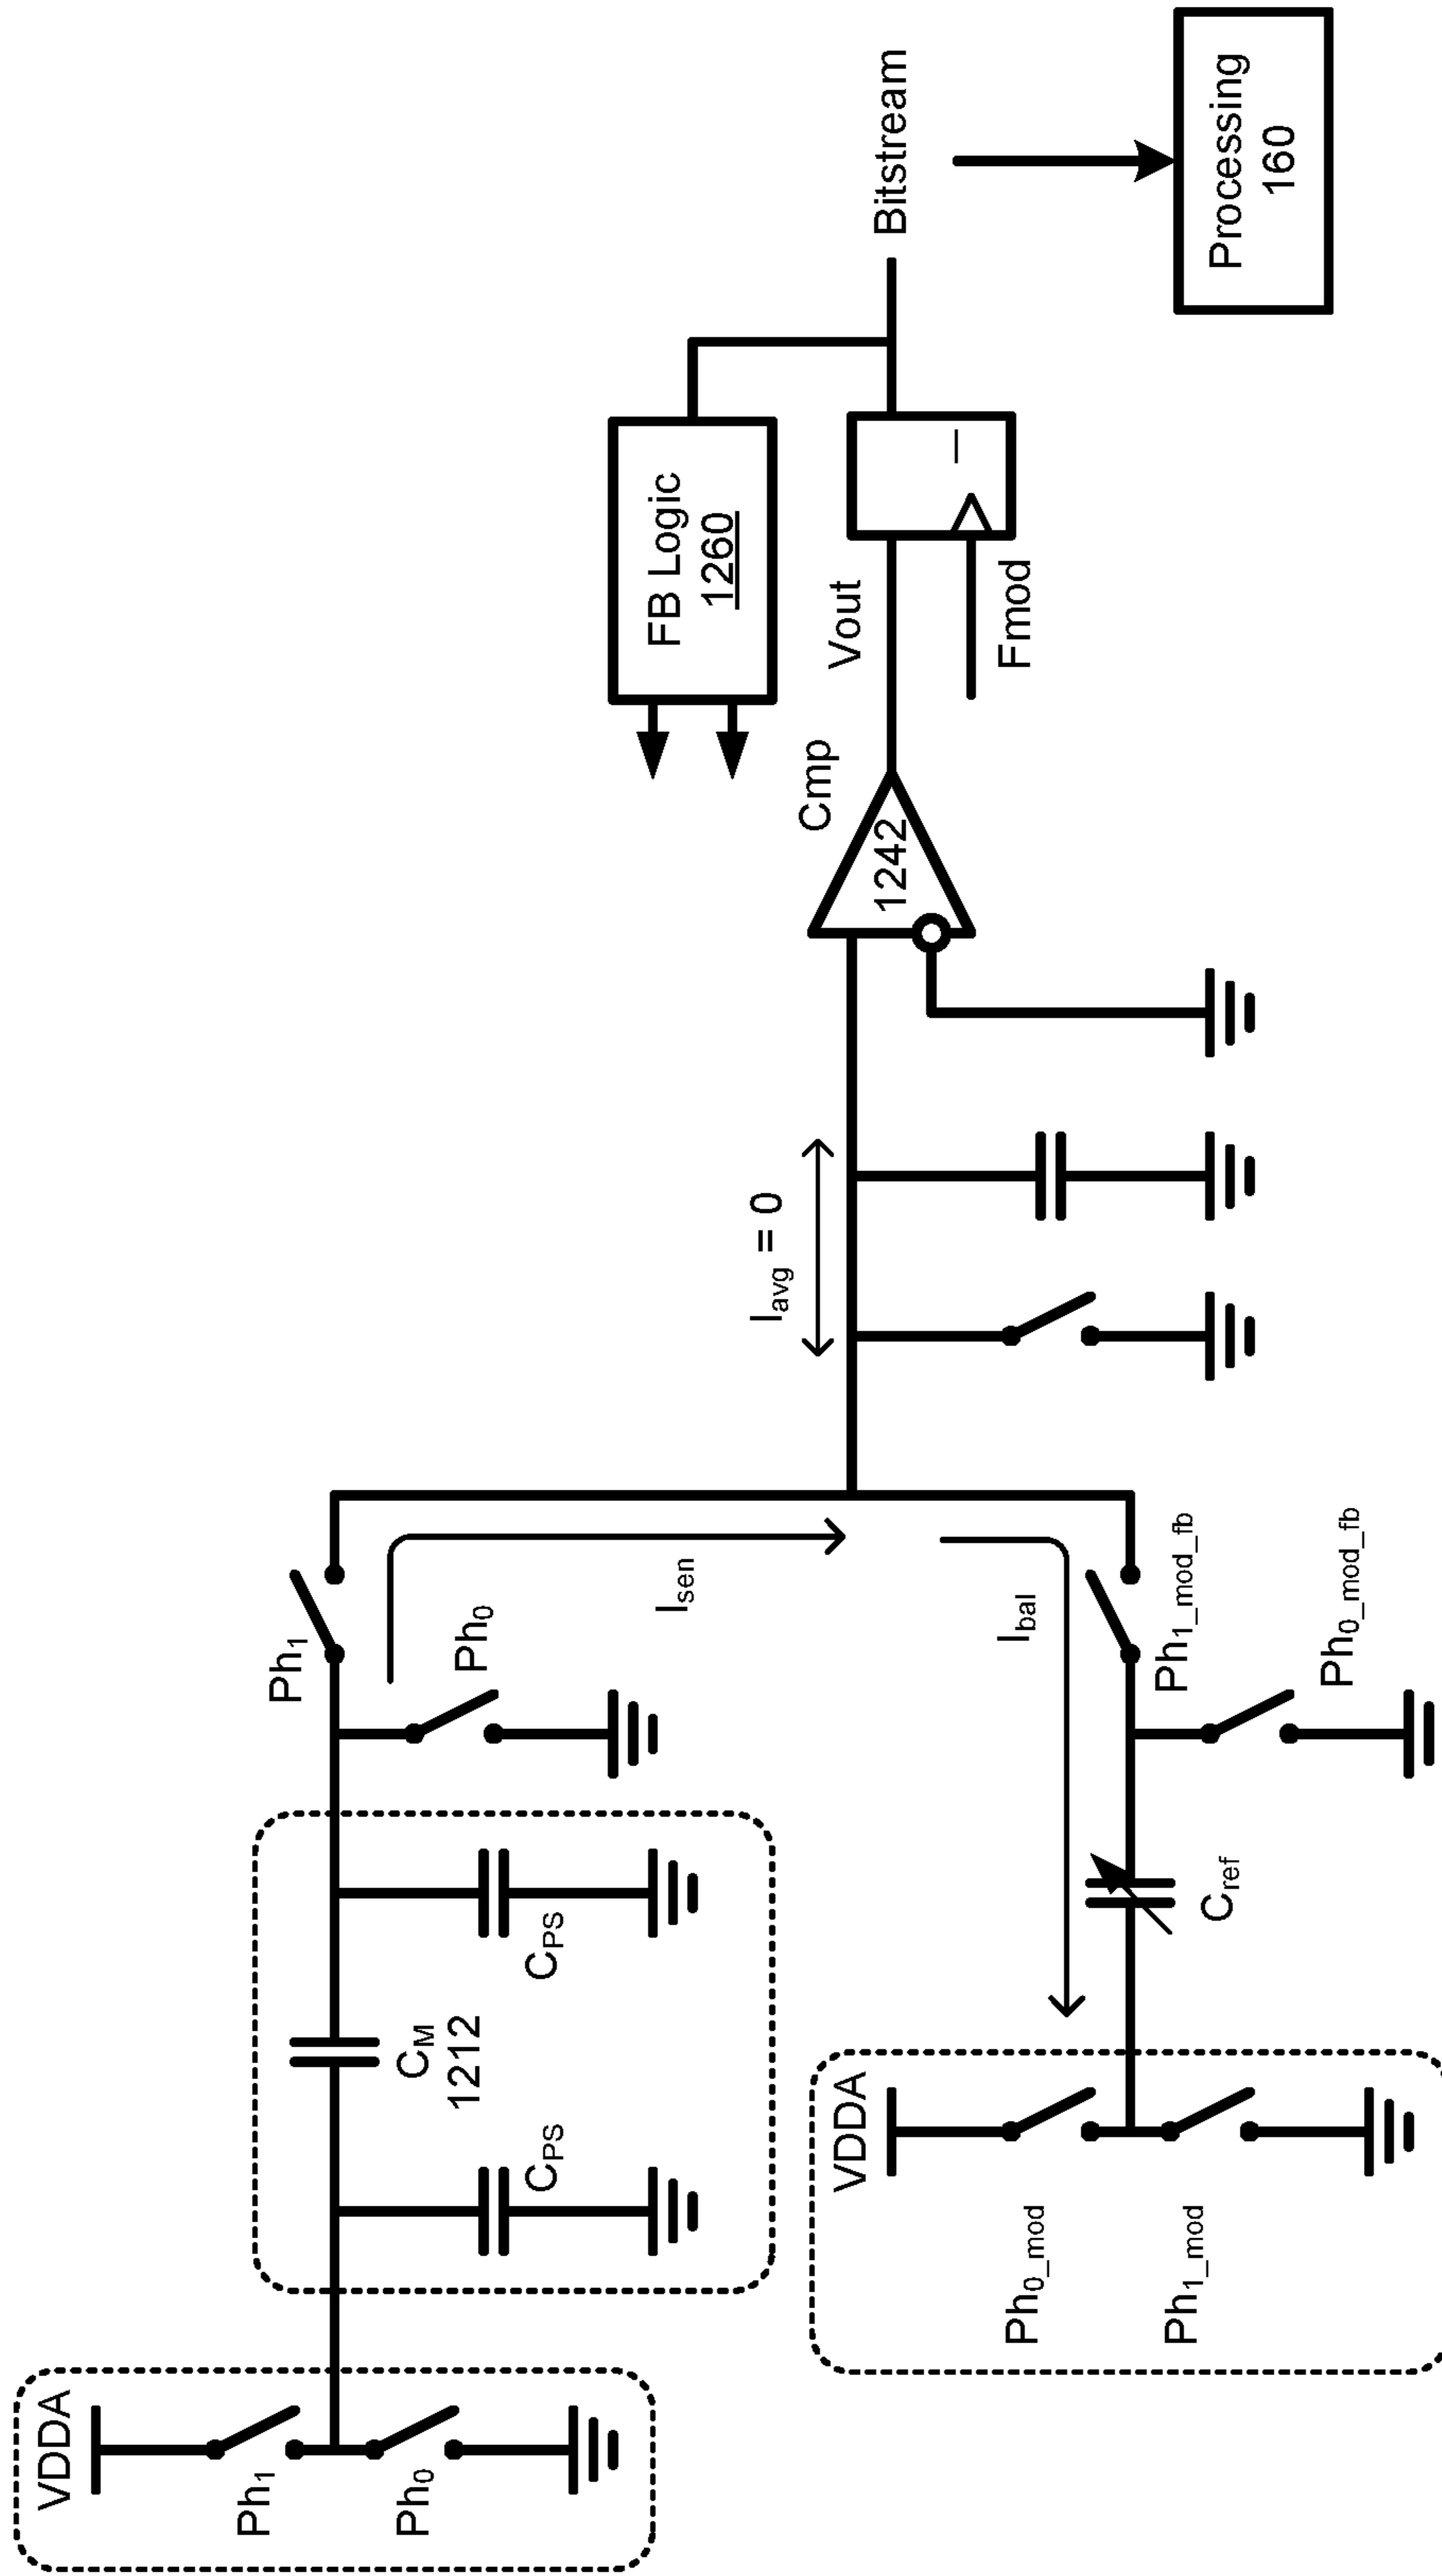 VDDA
Ph1
Ph0
CPS
CM
1212
CPS
Ph1
Ph0
Isen
VDDA
Ph0_mod
Ph1_mod
Cref
Ibal
Ph1_mod_fb
Ph0_mod_fb
Iavg = 0
Cmp
1242
Vout
Fmod
FB Logic
1260
Bitstream
Processing
160